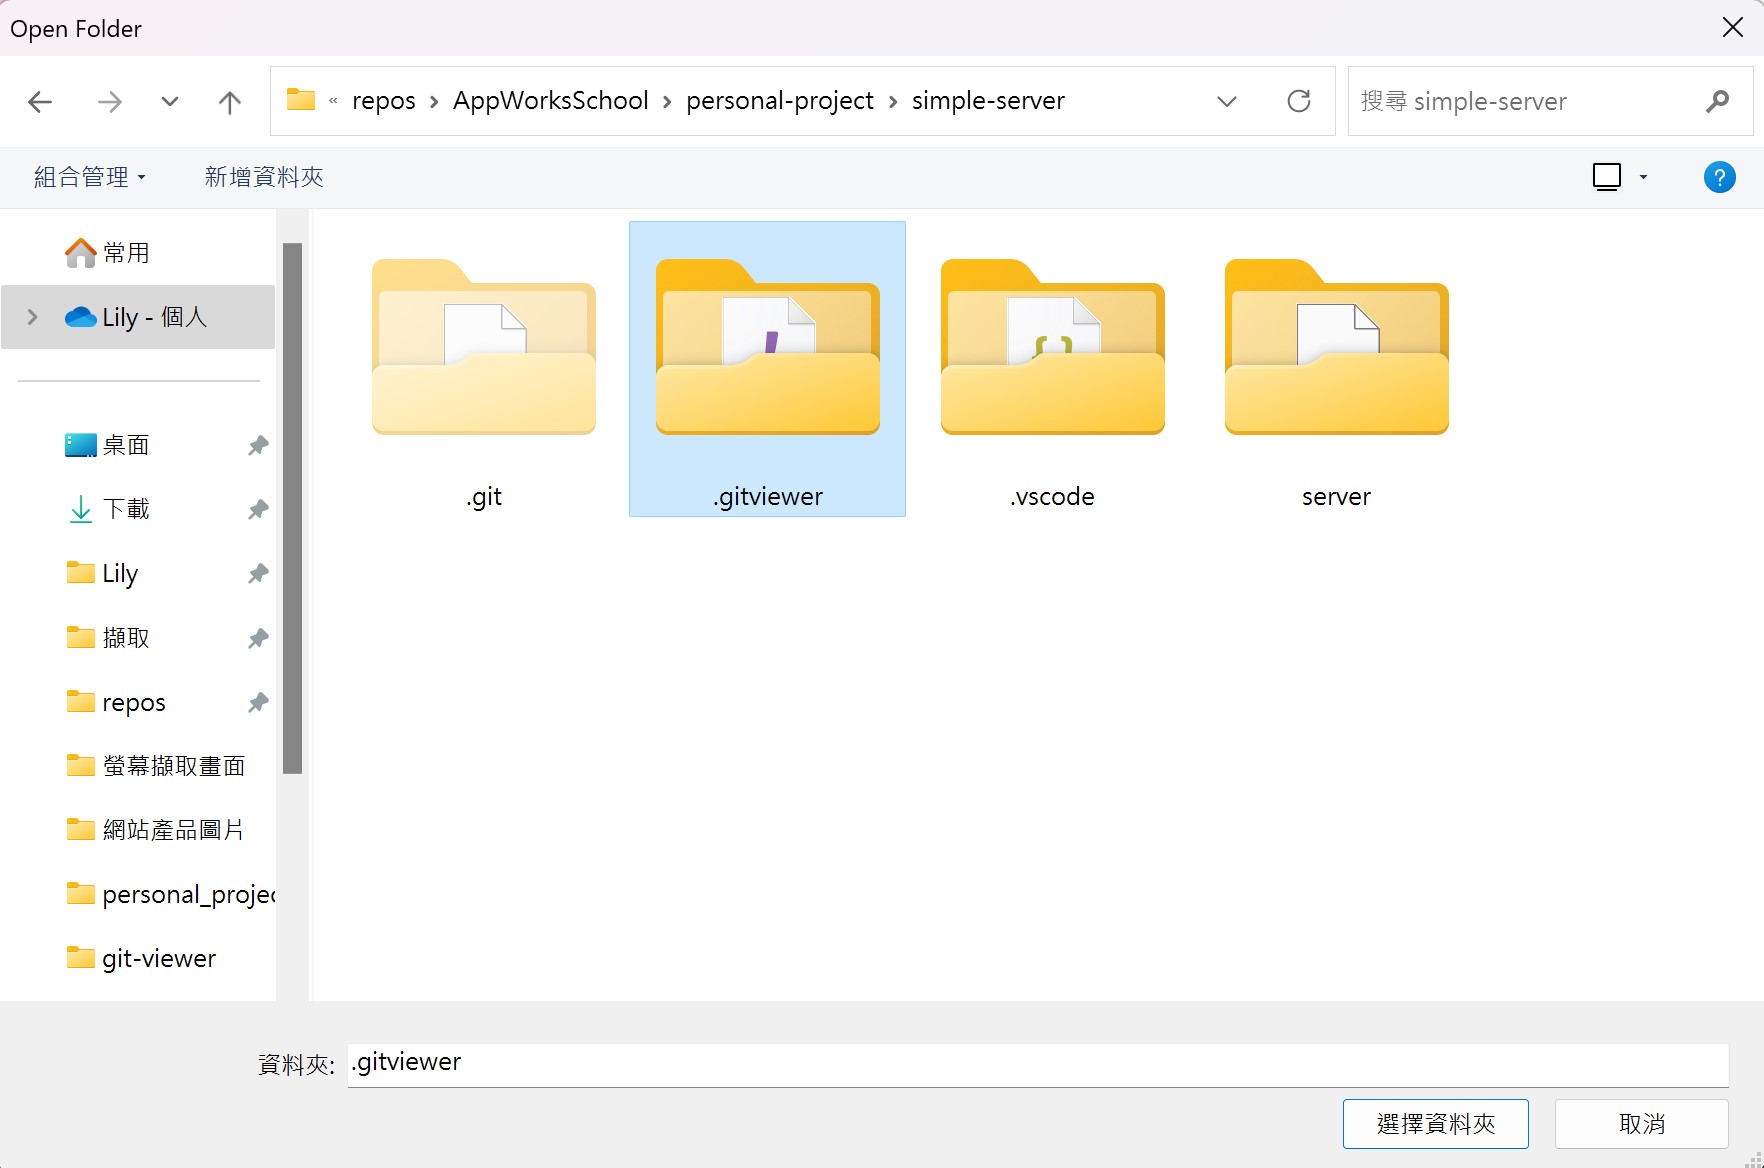 Open Folder
« repos › AppWorksSchool › personal-project › simple-server
搜尋 simple-server
組合管理
新增資料夾
?
常用
Lily - 個人
桌面
下載
Lily
擷取
repos
螢幕擷取畫面
網站產品圖片
personal_projec
git-viewer
.git
.gitviewer
.vscode
server
資料夾: .gitviewer
選擇資料夾
取消